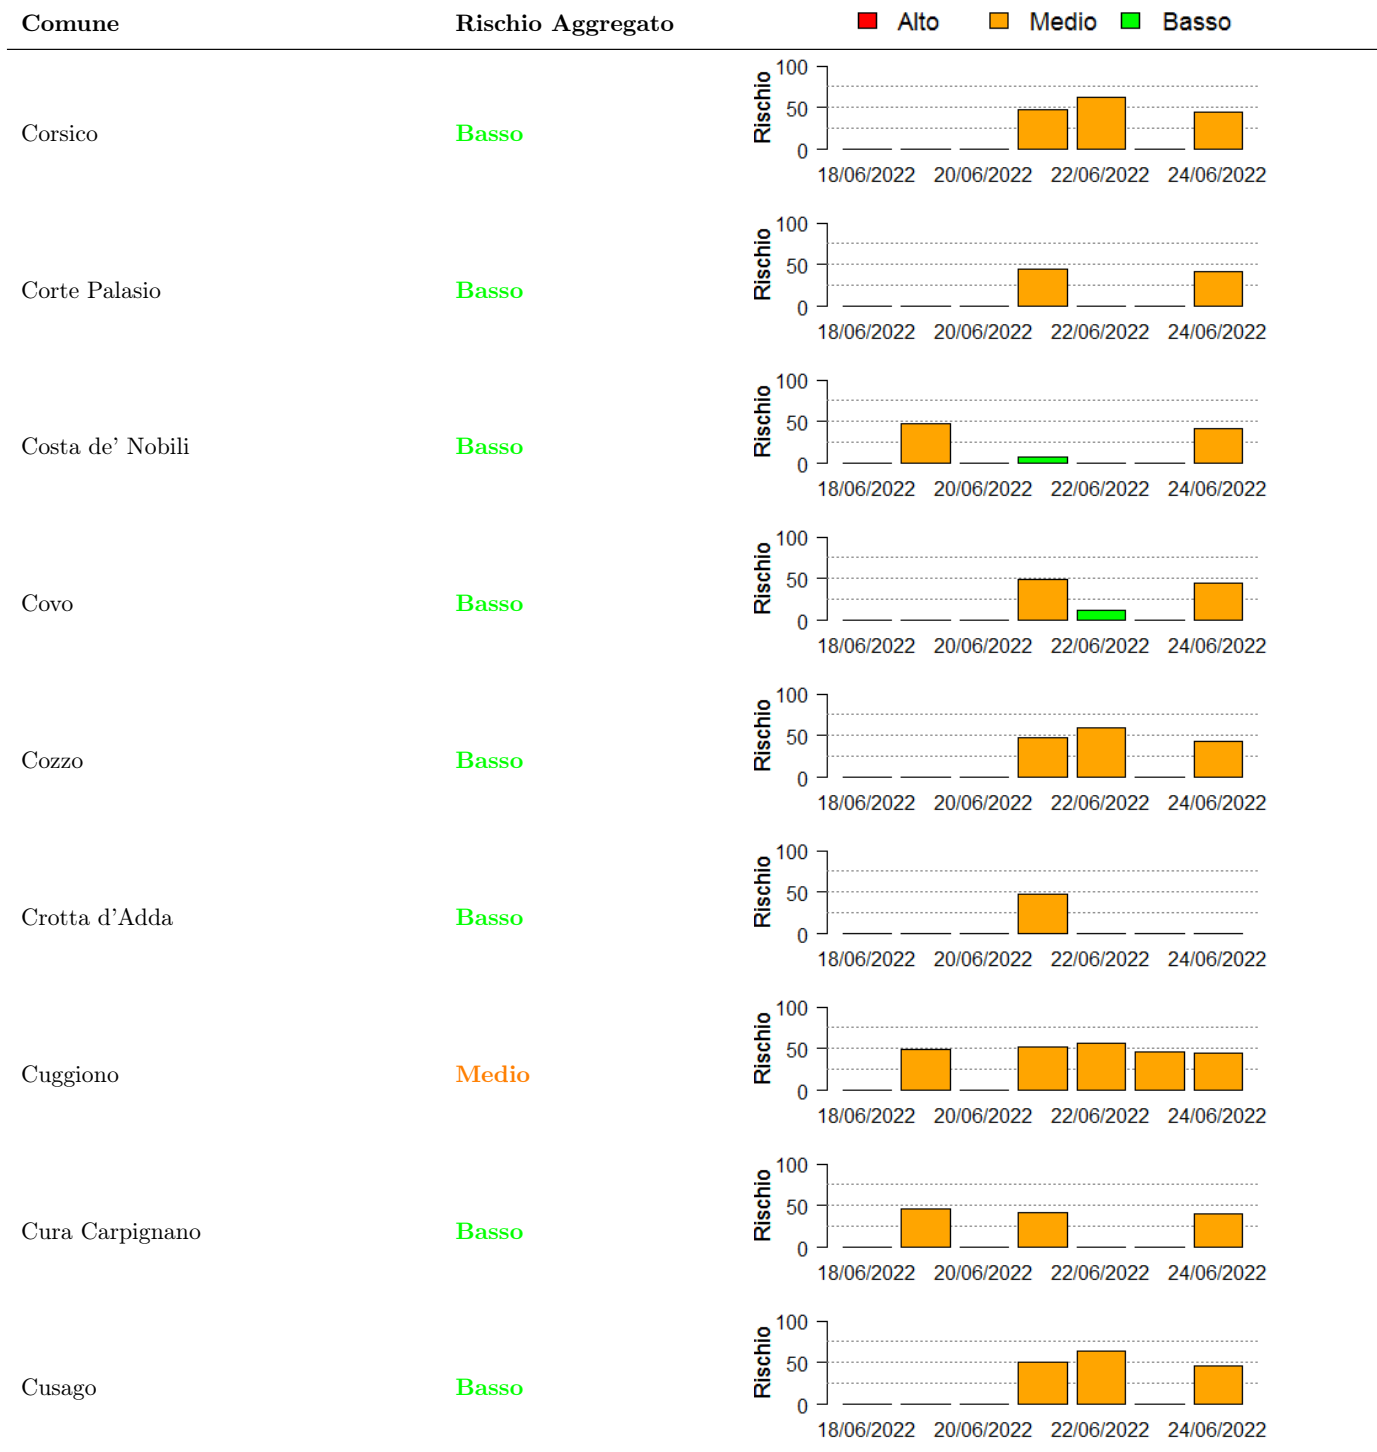 Comune Rischio Aggregato Alto Medio Basso
100
50
0
Rischio
Corsico Basso
18/06/2022 20/06/2022 22/06/2022 24/06/2022
100
50
0
Rischio
Corte Palasio Basso
18/06/2022 20/06/2022 22/06/2022 24/06/2022
100
50
0
Rischio
Costa de' Nobili Basso
18/06/2022 20/06/2022 22/06/2022 24/06/2022
100
50
0
Rischio
Covo Basso
18/06/2022 20/06/2022 22/06/2022 24/06/2022
100
50
0
Rischio
Cozzo Basso
18/06/2022 20/06/2022 22/06/2022 24/06/2022
100
50
0
Rischio
Crotta d'Adda Basso
18/06/2022 20/06/2022 22/06/2022 24/06/2022
100
50
0
Rischio
Cuggiono Medio
18/06/2022 20/06/2022 22/06/2022 24/06/2022
100
50
0
Rischio
Cura Carpignano Basso
18/06/2022 20/06/2022 22/06/2022 24/06/2022
100
50
0
Rischio
Cusago Basso
18/06/2022 20/06/2022 22/06/2022 24/06/2022